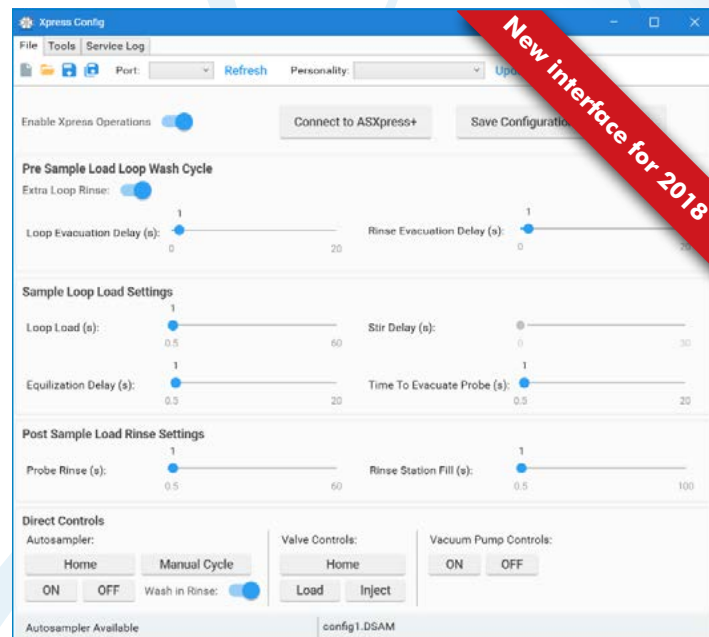 Xpress Config
File Tools Service Log
Port: Refresh Personality:
Enable Xpress Operations Connect to ASXpress+ Save
New interface for 2018
Pre Sample Load Loop Wash Cycle
Extra Loop Rinse:
1 1
Loop Evacuation Delay (s): Rinse Evacuation Delay (s):
0 20 0
Sample Loop Load Settings
1
Loop Load (s): Stir Delay (s):
0.5 60 0 30
1 1
Equilization Delay (s): Time To Evacuate Probe (s):
0.5 20 0.5 20
Post Sample Load Rinse Settings
1 1
Probe Rinse (s): Rinse Station Fill (s):
0.5 60 0.5 100
Direct Controls
Autosampler: Valve Controls: Vacuum Pump Controls:
Home Manual Cycle Home ON OFF
ON OFF Wash in Rinse: Load Inject
Autosampler Available config1.DSAM